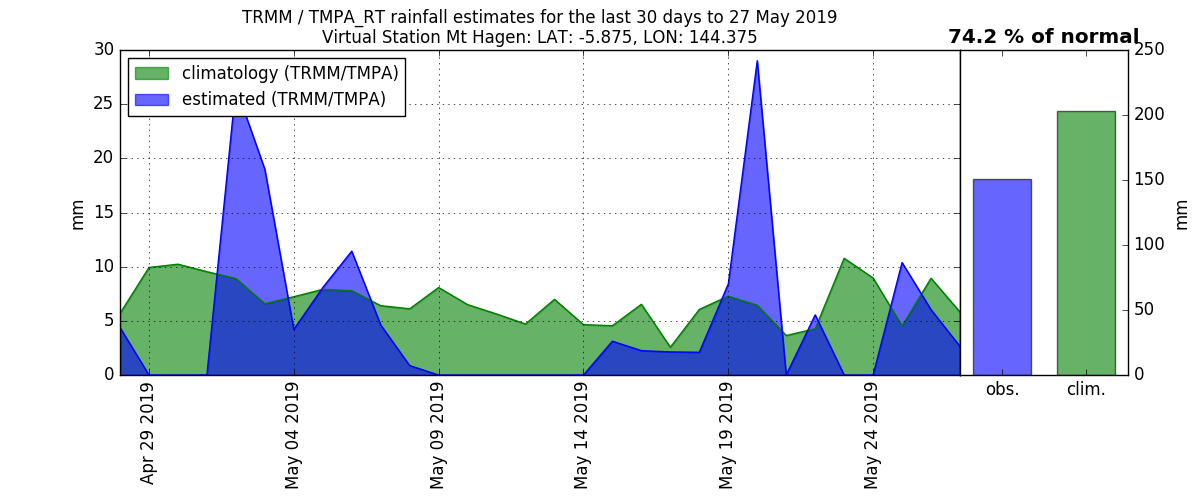 TRMM / TMPA_RT rainfall estimates for the last 30 days to 27 May 2019
Virtual Station Mt Hagen: LAT: -5.875, LON: 144.375
74.2 % of normal
climatology (TRMM/TMPA)
estimated (TRMM/TMPA)
30
25
20
15
10
5
0
mm
Apr 29 2019
May 04 2019
May 09 2019
May 14 2019
May 19 2019
May 24 2019
250
200
150
100
50
0
mm
obs.
clim.